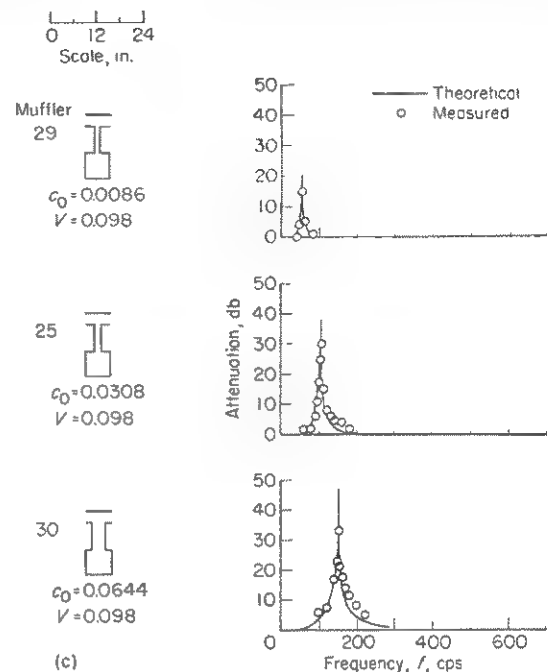 0 12 24
Scale, in.
Muffler
29
c₀=0.0086
V=0.098
50
40
30
20
10
0
Theoretical
Measured
25
c₀=0.0308
V=0.098
Attenuation, db
50
40
30
20
10
0
30
c₀=0.0644
V=0.098
50
40
30
20
10
0 200 400 600
Frequency, f, cps
(c)